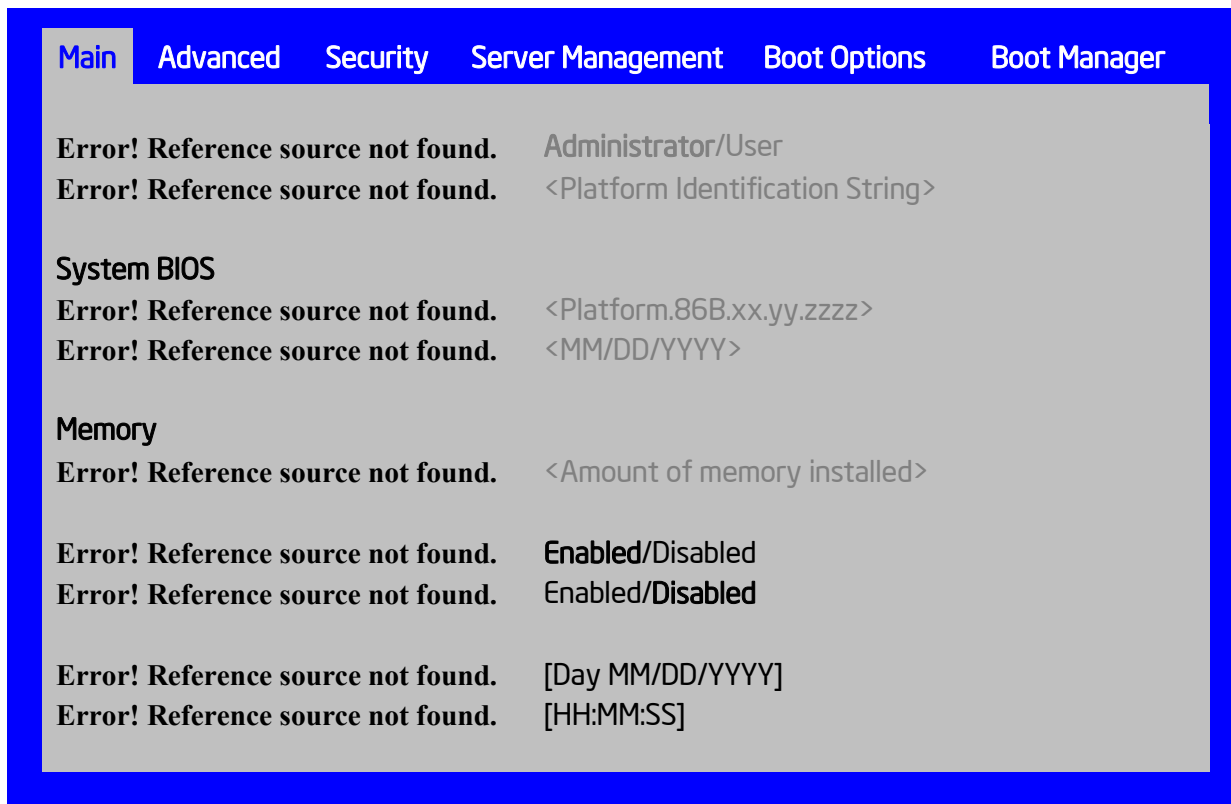 Main Advanced Security Server Management Boot Options Boot Manager
Error! Reference source not found. Administrator/User
Error! Reference source not found. <Platform Identification String>
System BIOS
Error! Reference source not found. <Platform.86B.xx.yy.zzzz>
Error! Reference source not found. <MM/DD/YYYY>
Memory
Error! Reference source not found. <Amount of memory installed>
Error! Reference source not found. Enabled/Disabled
Error! Reference source not found. Enabled/Disabled
Error! Reference source not found. [Day MM/DD/YYYY]
Error! Reference source not found. [HH:MM:SS]